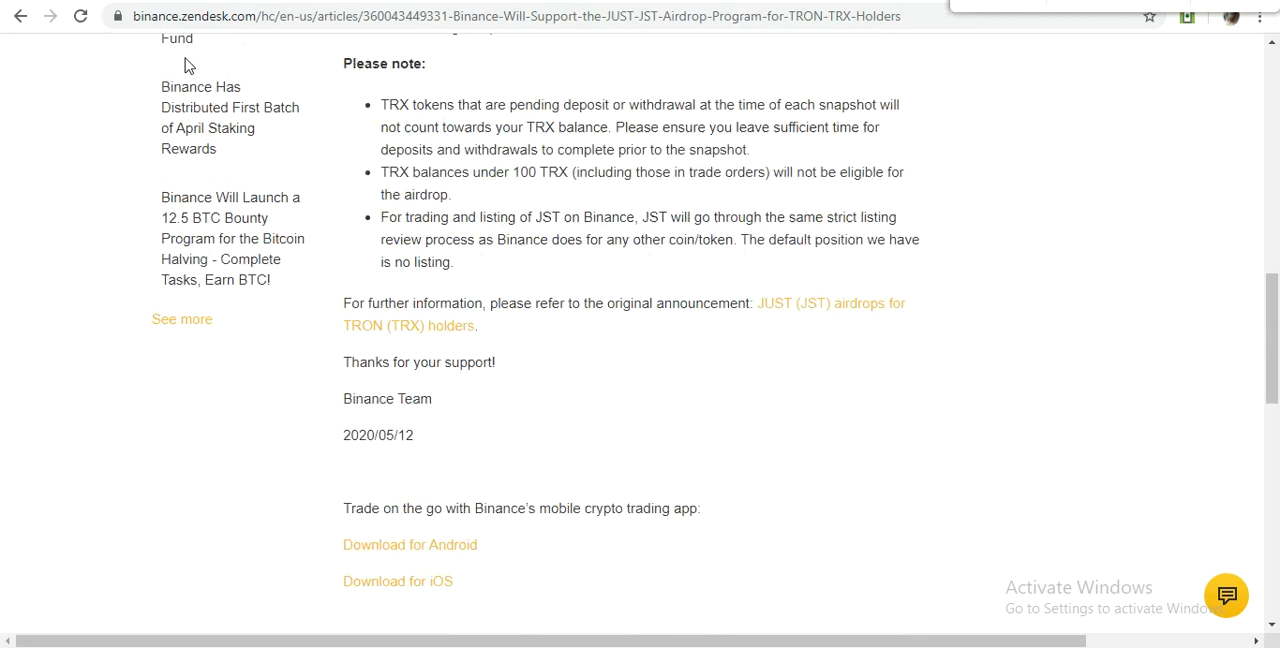 binance.zendesk.com/hc/en-us/articles/360043449331-Binance-Will-Support-the-JUST-JST-Airdrop-Program-for-TRON-TRX-Holders
Fund
Binance Has
Distributed First Batch
of April Staking
Rewards
Binance Will Launch a
12.5 BTC Bounty
Program for the Bitcoin
Halving - Complete
Tasks, Earn BTC!
See more
Please note:
• TRX tokens that are pending deposit or withdrawal at the time of each snapshot will
not count towards your TRX balance. Please ensure you leave sufficient time for
deposits and withdrawals to complete prior to the snapshot.
• TRX balances under 100 TRX (including those in trade orders) will not be eligible for
the airdrop.
• For trading and listing of JST on Binance, JST will go through the same strict listing
review process as Binance does for any other coin/token. The default position we have
is no listing.
For further information, please refer to the original announcement: JUST (JST) airdrops for
TRON (TRX) holders.
Thanks for your support!
Binance Team
2020/05/12
Trade on the go with Binance's mobile crypto trading app:
Download for Android
Download for iOS
Activate Windows
Go to Settings to activate Windows